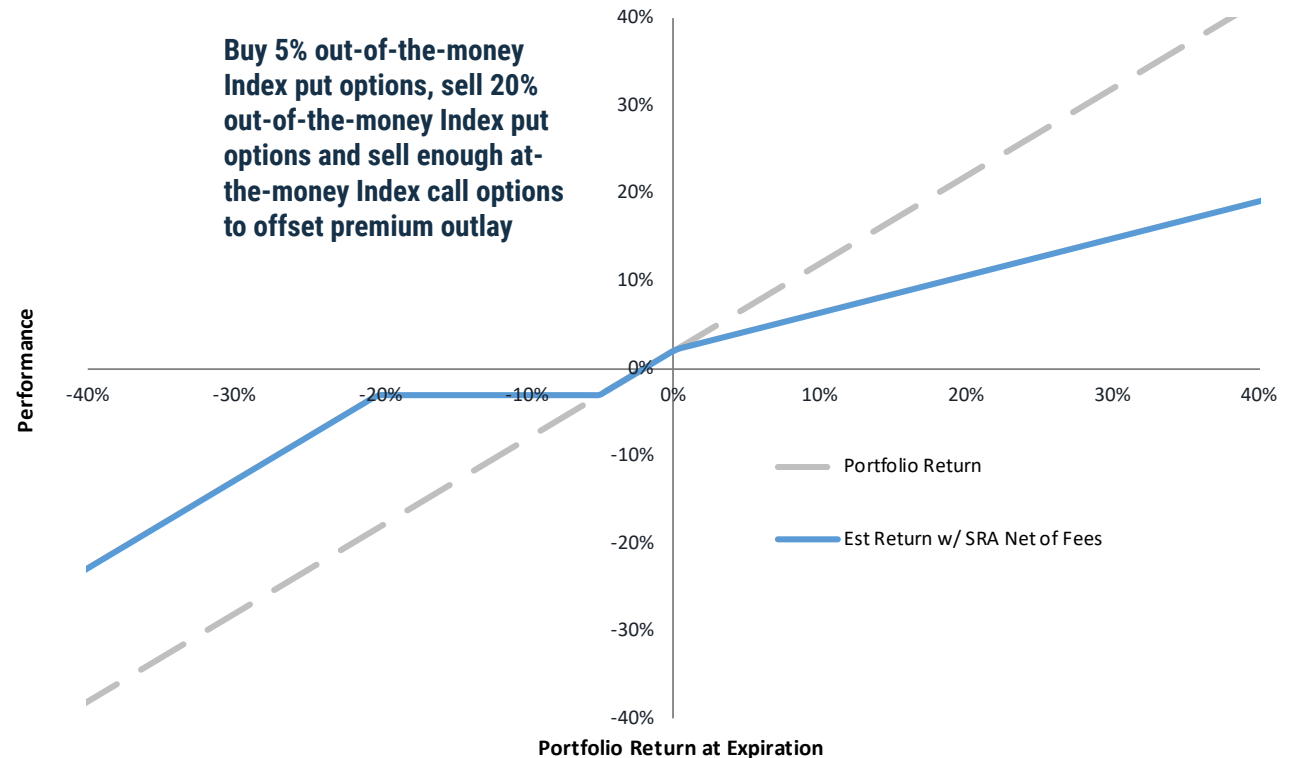 40%
Buy 5% out-of-the-money
Index put options, sell 20%
out-of-the-money Index put
options and sell enough at-
the-money Index call options
to offset premium outlay
30%
20%
10%
0%
Performance
-40%
-30%
-20%
-10%
0%
10%
20%
30%
40%
-10%
Portfolio Return
-20%
Est Return w/ SRA Net of Fees
-30%
-40%
Portfolio Return at Expiration